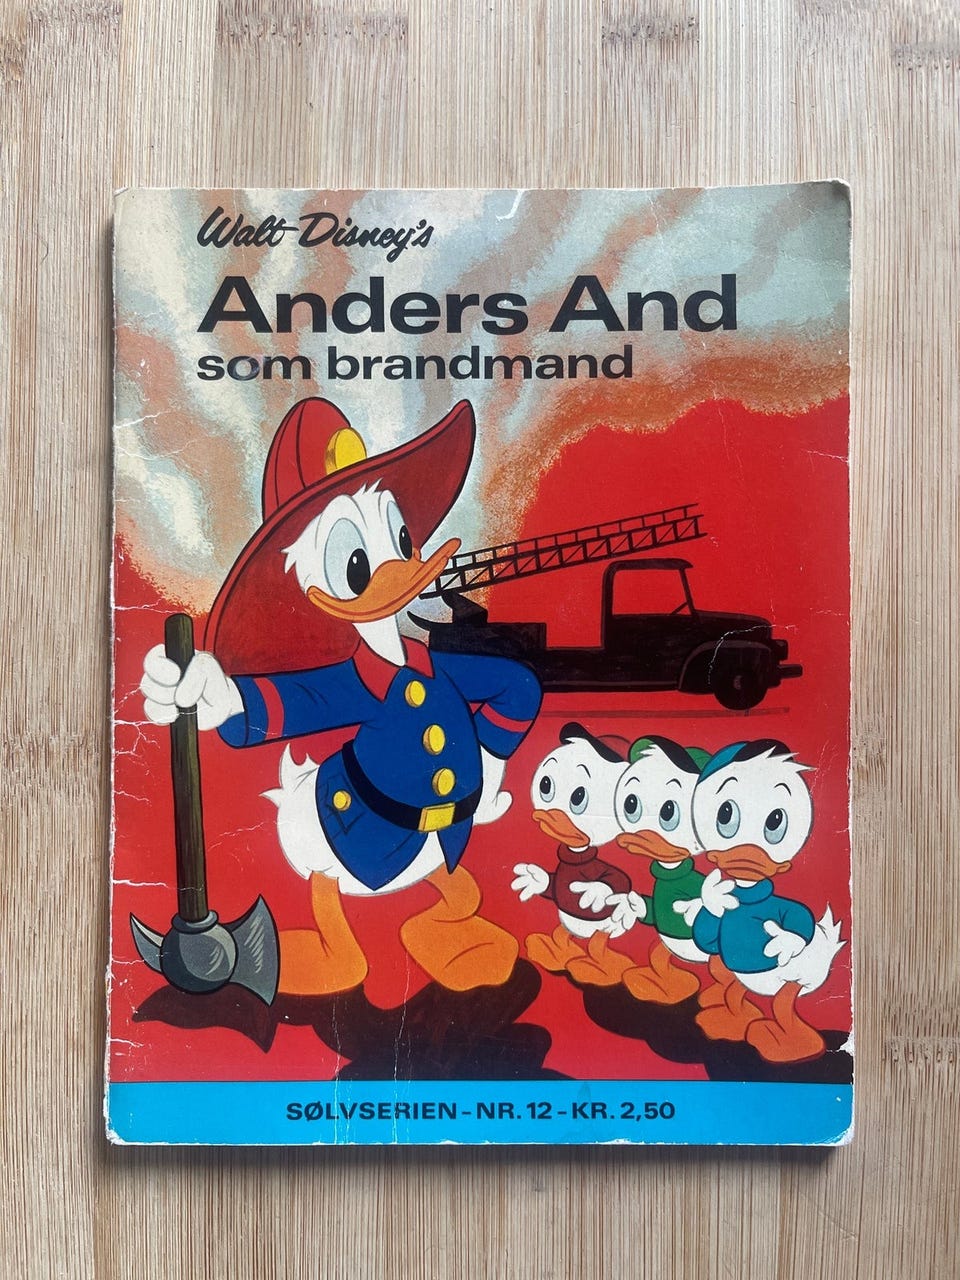 Walt Disney's
Anders And
som brandmand
SØLVSERIEN-NR. 12-KR. 2,50